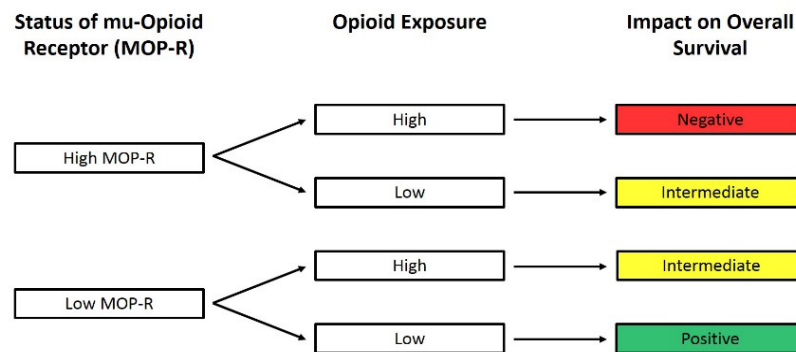 Status of mu-Opioid
Receptor (MOP-R)
Opioid Exposure
Impact on Overall
Survival
High MOP-R
High
Negative
Low
Intermediate
Low MOP-R
High
Intermediate
Low
Positive